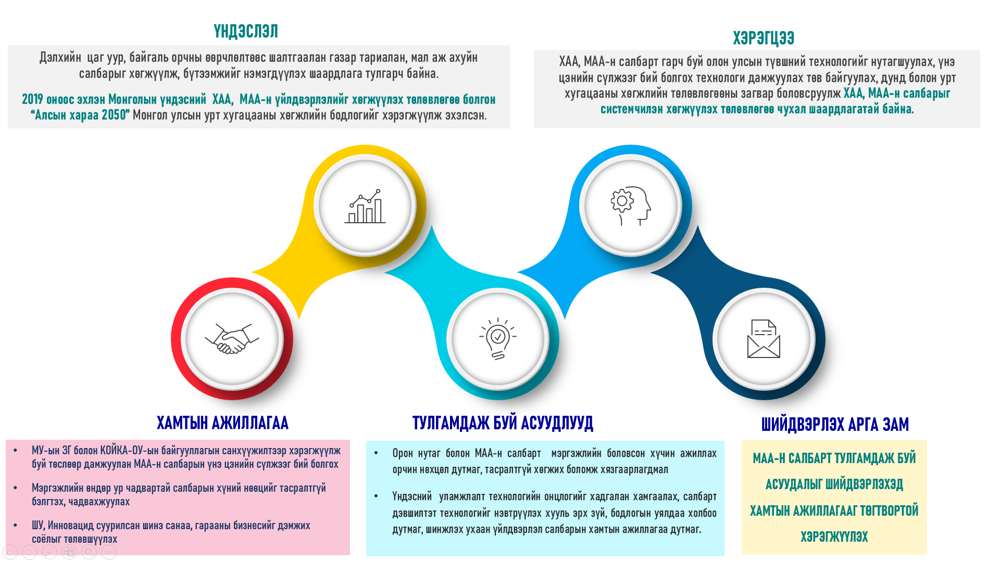 ҮНДЭСЛЭЛ
Дэлхийн цаг уур, байгаль орчны өөрчлөлтөөс шалтгаалан газар тариалан, мал аж ахуйн
салбарыг хөгжүүлж, бүтээмжийг нэмэгдүүлэх шаардлага тулгарч байна.
2019 оноос эхлэн Монголын үндэсний ХАА, МАА-н үйлдвэрлэлийг хөгжүүлэх төлөвлөгөө болгон
“Алсын хараа 2050” Монгол улсын урт хугацааны хөгжлийн бодлогийг хэрэгжүүлж эхэлсэн.
ХЭРЭГЦЭЭ
ХАА, МАА-н салбарт гарч буй олон улсын түвшний технологийг нутагшуулах, үнэ
цэнийн сүлжээг бий болгох технологи дамжуулах төв байгуулах, дунд болон урт
хугацааны хөгжлийн төлөвлөгөөны загвар боловсруулж ХАА, МАА-н салбарыг
системчилэн хөгжүүлэх төлөвлөгөө чухал шаардлагатай байна.
ХАМТЫН АЖИЛЛАГАА
• МУ-ын ЗГ болон КОЙКА-ОУ-ын байгууллагын санхүүжилтээр хэрэгжүүлж
буй төслөөр дамжуулан МАА-н салбарын үнэ цэнийн сүлжээг бий болгох
• Мэргэжлийн өндөр ур чадвартай салбарын хүний нөөцийг тасралтгүй
бэлгтэх, чадвахжуулах
• ШУ, Инновацид суурилсан шинэ санаа, гарааны бизнесийг дэмжих
соёлыг төлөвшүүлэх
ТУЛГАМДАЖ БУЙ АСУУДЛУУД
• Орон нутаг болон МАА-н салбарт мэргэжлийн боловсон хүчин ажиллах
орчин нөхцөл дутмаг, тасралтгүй хөгжих боломж хязгаарлагдмал
• Үндэсний уламжлалт технологийн онцлогийг хадгалан хамгаалах, салбарт
дэвшилтэт технологийг нэвтрүүлэх хууль эрх зүй, бодлогын уялдаа холбоо
дутмаг, шинжлэх ухаан үйлдвэрлэл салбарын хамтын ажиллагаа дутмаг.
ШИЙДВЭРЛЭХ АРГА ЗАМ
МАА-Н САЛБАРТ ТУЛГАМДАЖ БУЙ
АСУУДАЛЫГ ШИЙДВЭРЛЭХЭД
ХАМТЫН АЖИЛЛАГААГ ТӨГТВОРТОЙ
ХЭРЭГЖҮҮЛЭХ